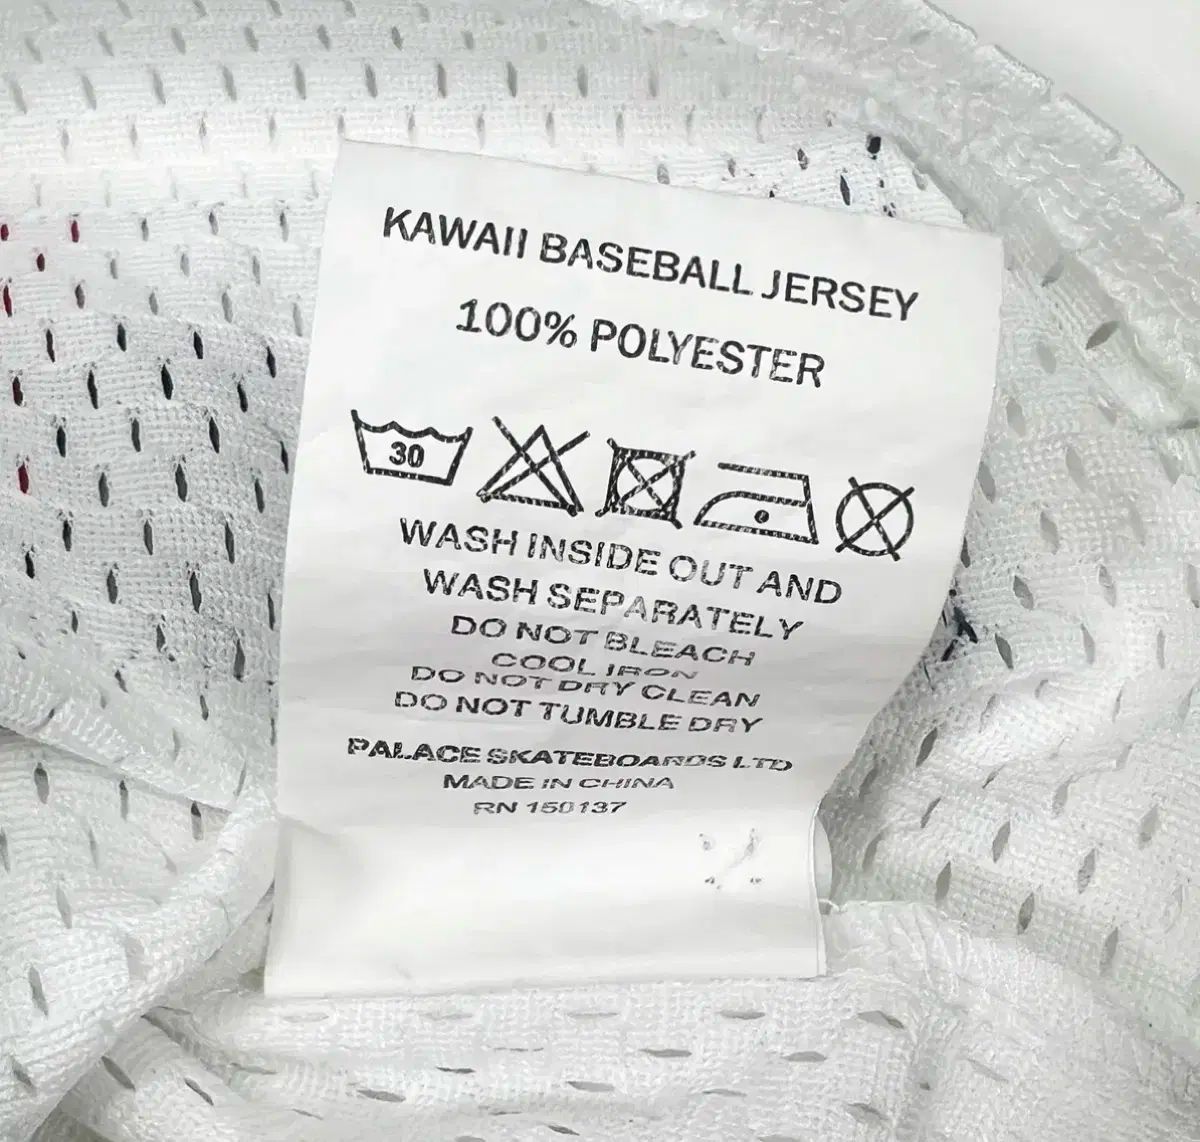 KAWAII BASEBALL JERSEY
100% POLYESTER
30
WASH INSIDE OUT AND
WASH SEPARATELY
DO NOT BLEACH
COOL IRON
DO NOT DRY CLEAN
DO NOT TUMBLE DRY
PALACE SKATEBOARDS LTD
MADE IN CHINA
RN 150137